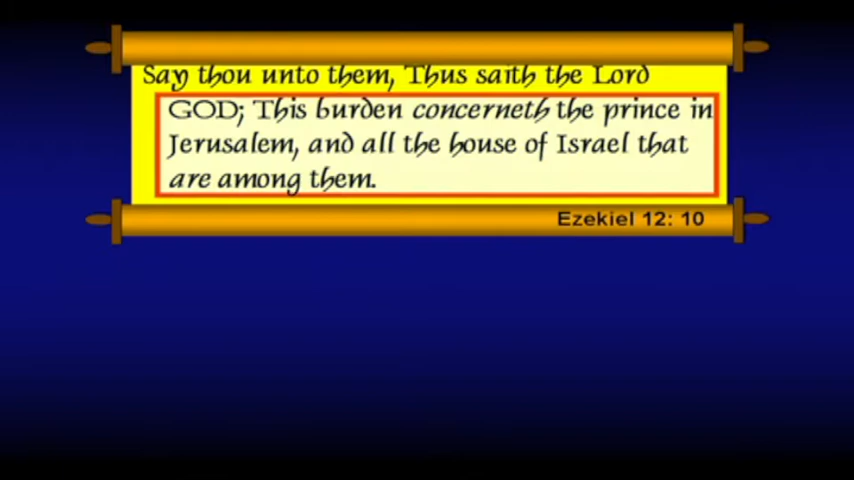 Say thou unto them, Thus saith the Lord
GOD; This burden concerneth the prince in
Jerusalem, and all the house of Israel that
are among them.
Ezekiel 12: 10